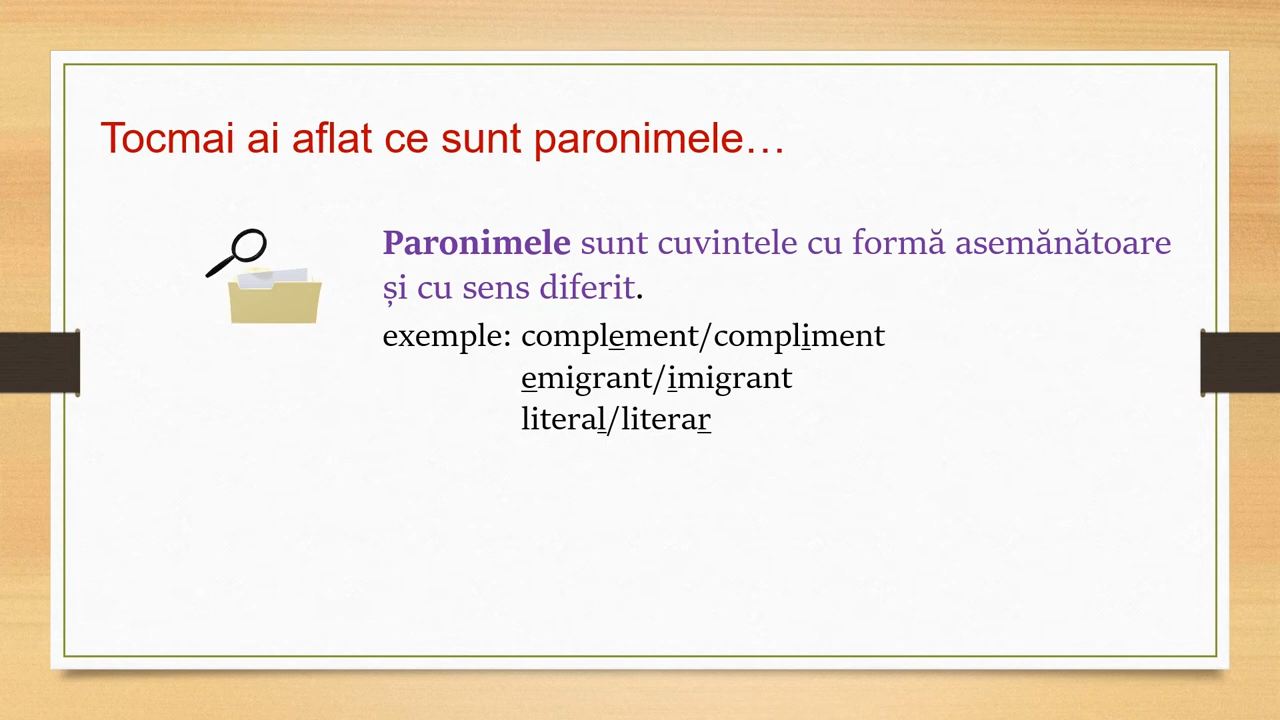 Tocmai ai aflat ce sunt paronimele…
Paronimele sunt cuvintele cu formă asemănătoare
și cu sens diferit.
exemple: complement/compliment
emigrant/imigrant
literal/literar